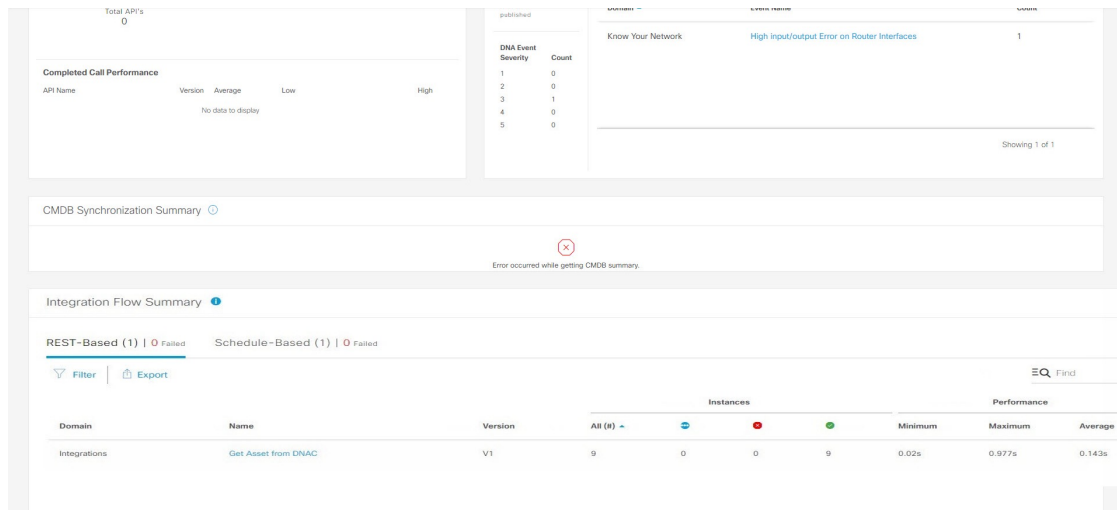 Total API's
0
Completed Call Performance
API Name Version Average Low High
No data to display
published
DNA Event
Severity Count
1 0
2 0
3 1
4 0
5 0
Domain Event Name Count
Know Your Network High input/output Error on Router Interfaces 1
Showing 1 of 1
CMDB Synchronization Summary
Error occurred while getting CMDB summary.
Integration Flow Summary
REST-Based (1) | 0 Failed Schedule-Based (1) | 0 Failed
Filter Export Find
Instances Performance
Domain Name Version All (#) Minimum Maximum Average
Integrations Get Asset from DNAC V1 9 0 0 9 0.02s 0.977s 0.143s